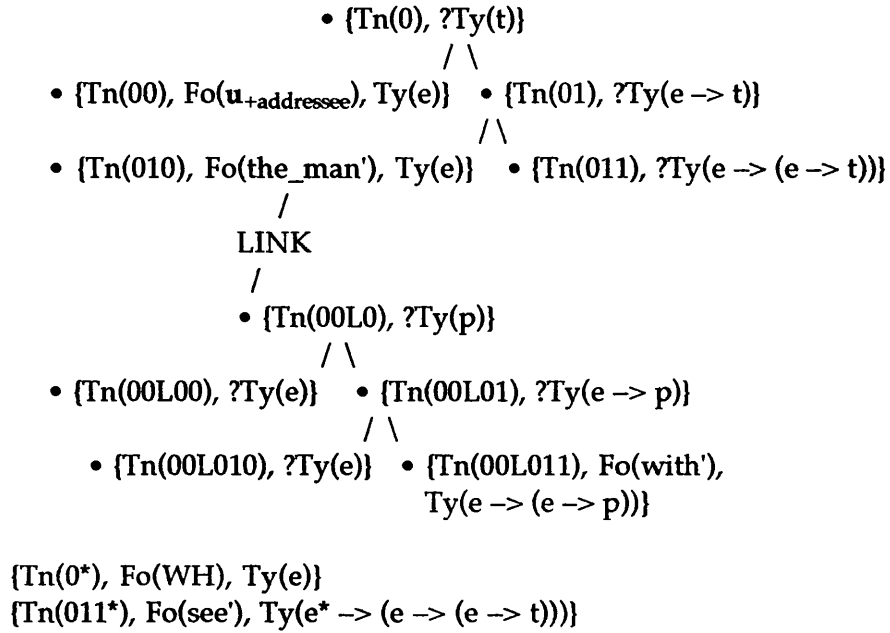 • {Tn(0), ?Ty(t)}
/ \
• {Tn(00), Fo(u+addressee), Ty(e)} • {Tn(01), ?Ty(e –> t)}
/ \
• {Tn(010), Fo(the_man'), Ty(e)} • {Tn(011), ?Ty(e –> (e –> t))}
/
LINK
/
• {Tn(00L0), ?Ty(p)}
/ \
• {Tn(00L00), ?Ty(e)} • {Tn(00L01), ?Ty(e –> p)}
/ \
• {Tn(00L010), ?Ty(e)} • {Tn(00L011), Fo(with'),
Ty(e –> (e –> p))}
{Tn(0*), Fo(WH), Ty(e)}
{Tn(011*), Fo(see'), Ty(e* –> (e –> (e –> t)))}